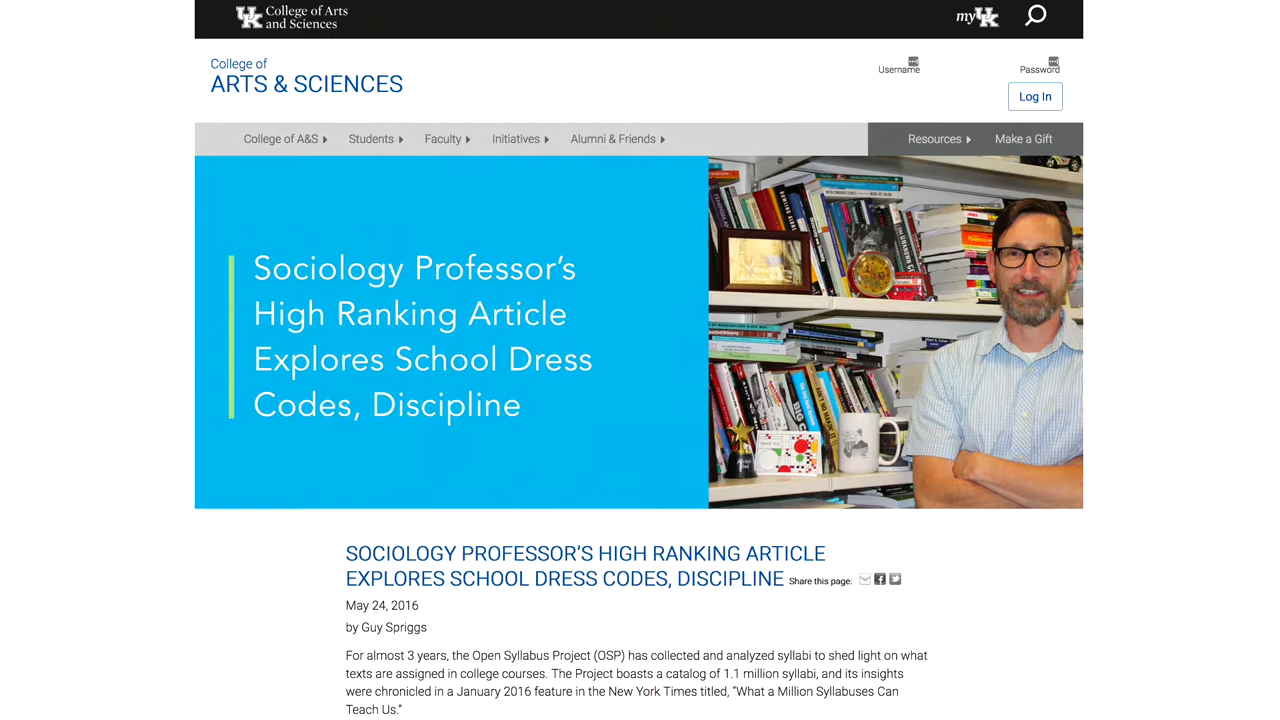 UK College of Arts
and Sciences
myUK
College of
ARTS & SCIENCES
Username
Password
Log In
College of A&S
Students
Faculty
Initiatives
Alumni & Friends
Resources
Make a Gift
Sociology Professor’s
High Ranking Article
Explores School Dress
Codes, Discipline
SOCIOLOGY PROFESSOR’S HIGH RANKING ARTICLE
EXPLORES SCHOOL DRESS CODES, DISCIPLINE Share this page:
May 24, 2016
by Guy Spriggs
For almost 3 years, the Open Syllabus Project (OSP) has collected and analyzed syllabi to shed light on what
texts are assigned in college courses. The Project boasts a catalog of 1.1 million syllabi, and its insights
were chronicled in a January 2016 feature in the New York Times titled, “What a Million Syllabuses Can
Teach Us.”